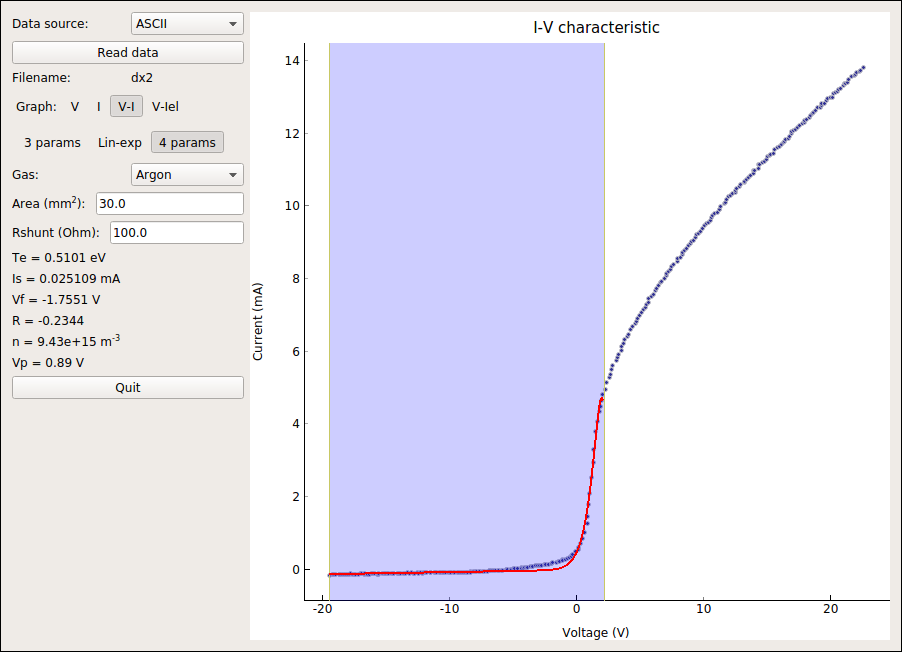 Data source: ASCII
Read data
Filename: dx2
Graph: V I V-I V-Iel
3 params Lin-exp 4 params
Gas: Argon
Area (mm²): 30.0
Rshunt (Ohm): 100.0
Te = 0.5101 eV
Is = 0.025109 mA
Vf = -1.7551 V
R = -0.2344
n = 9.43e+15 m⁻³
Vp = 0.89 V
Quit
I-V characteristic
Current (mA)
14
12
10
8
6
4
2
0
-20 -10 0 10 20
Voltage (V)